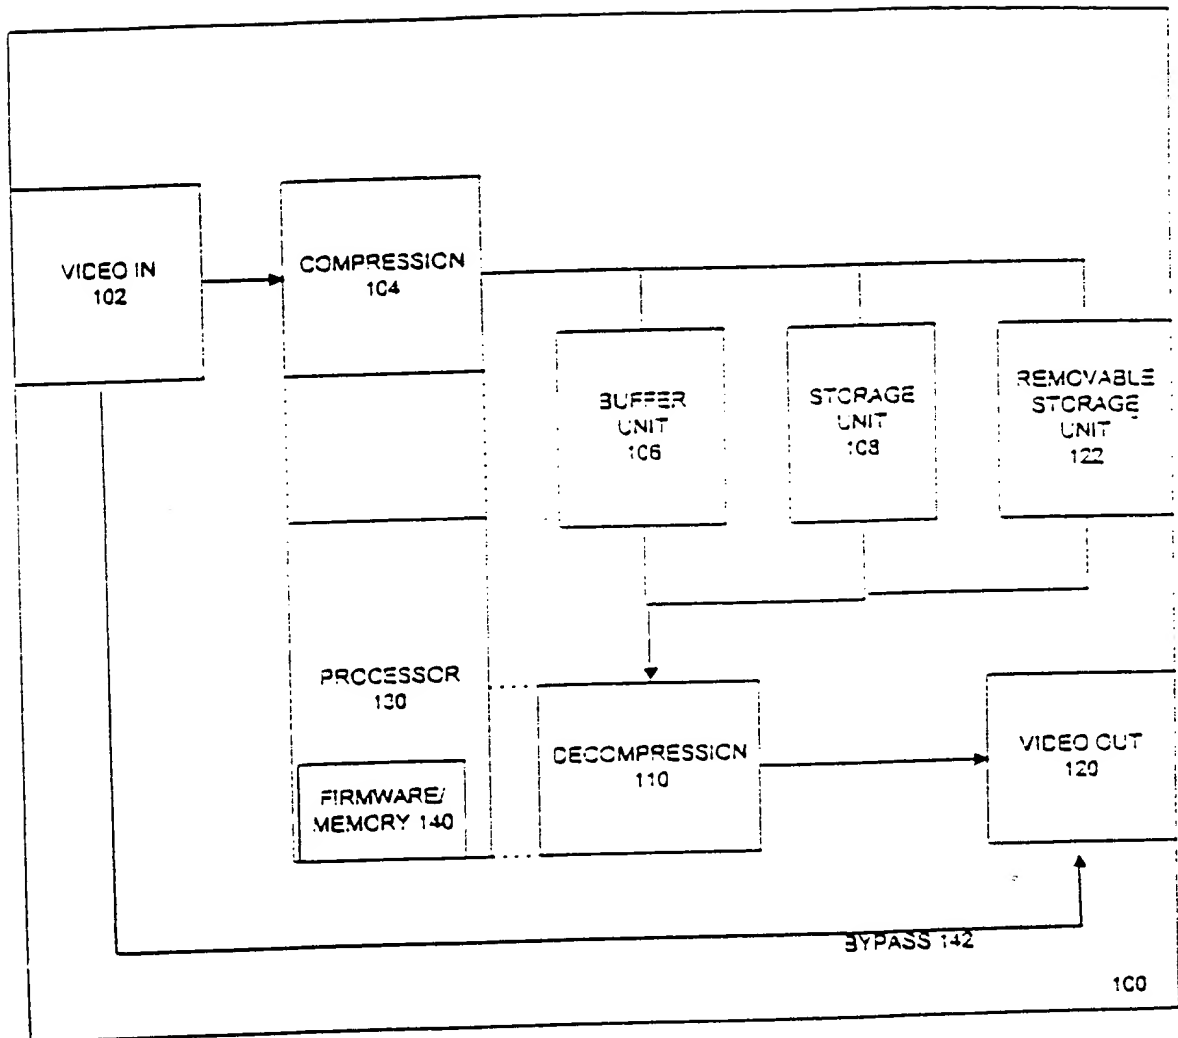 VIDEO IN
102
COMPRESSION
104
BUFFER
UNIT
106
STORAGE
UNIT
108
REMOVABLE
STORAGE
UNIT
122
PROCESSOR
130
FIRMWARE/
MEMORY 140
DECOMPRESSION
110
VIDEO OUT
120
BYPASS 142
100